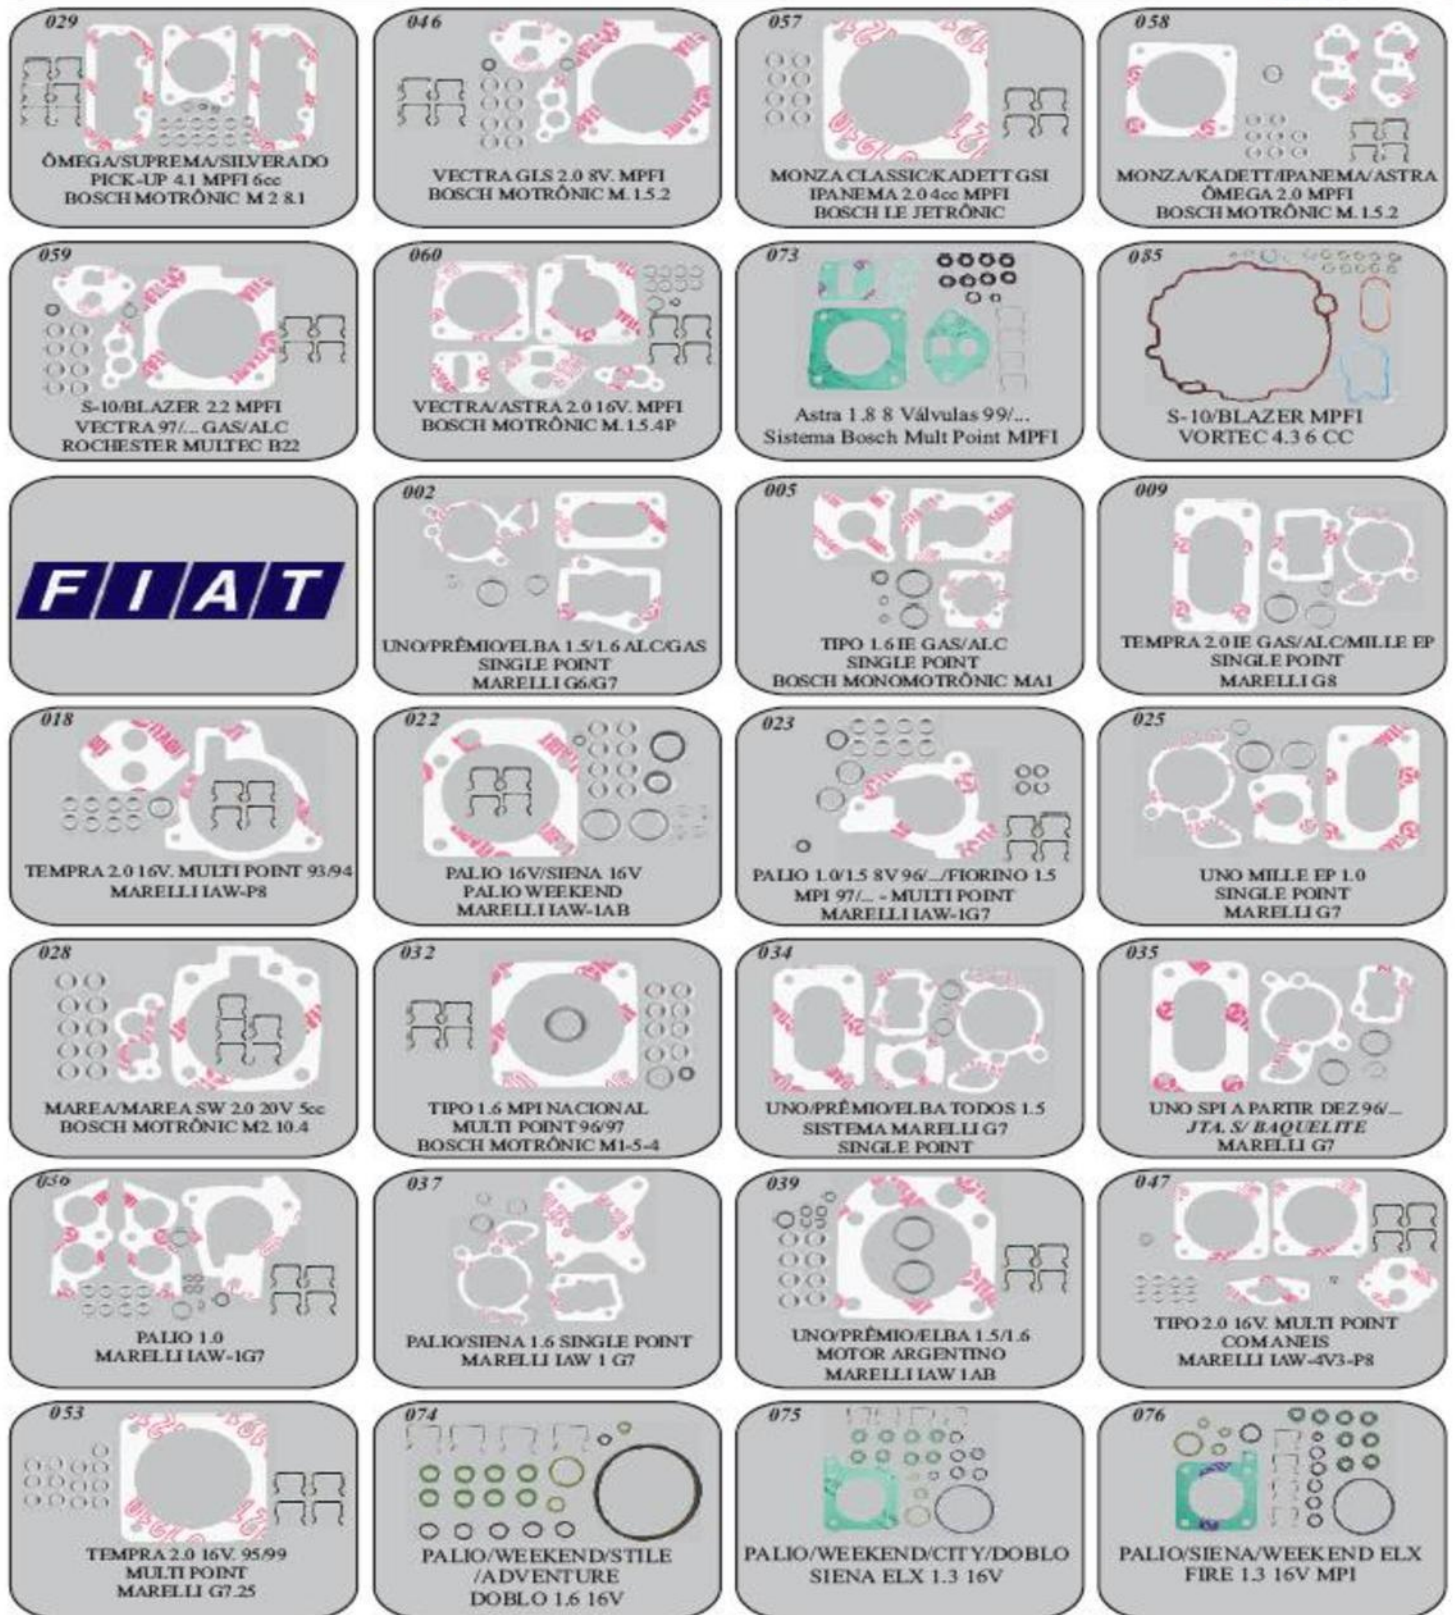 029
ÔMEGA/SUPREMA/SILVERADO
PICK-UP 4.1 MPFI 6cc
BOSCH MOTRÔNIC M 2 8.1
046
VECTRA GLS 2.0 8V. MPFI
BOSCH MOTRÔNIC M.1.5.2
057
MONZA CLASSIC/KADETT GSI
IPANEMA 2.0 4cc MPFI
BOSCH LE JETRÔNIC
058
MONZA/KADETT/IPANEMA/ASTRA
ÔMEGA 2.0 MPFI
BOSCH MOTRÔNIC M.1.5.2
059
S-10/BLAZER 2.2 MPFI
VECTRA 97/... GAS/ALC
ROCHESTER MULTEC B22
060
VECTRA/ASTRA 2.0 16V. MPFI
BOSCH MOTRÔNIC M.1.5.4P
073
Astra 1.8 8 Válvulas 99/...
Sistema Bosch Mult Point MPFI
085
S-10/BLAZER MPFI
VORTEC 4.3 6 CC
FIAT
002
UNO/PRÊMIO/ELBA 1.5/1.6 ALC/GAS
SINGLE POINT
MARELLI G6/G7
005
TIPO 1.6 IE GAS/ALC
SINGLE POINT
BOSCH MONOMOTRÔNIC MA1
009
TEMPRA 2.0 IE GAS/ALC/MILLE EP
SINGLE POINT
MARELLI G8
018
TEMPRA 2.0 16V. MULTI POINT 93/94
MARELLI IAW-P8
022
PALIO 16V/SIENA 16V
PALIO WEEKEND
MARELLI IAW-1AB
023
PALIO 1.0/1.5 8V 96/.../FIORINO 1.5
MPI 97/... - MULTI POINT
MARELLI IAW-1G7
025
UNO MILLE EP 1.0
SINGLE POINT
MARELLI G7
028
MAREA/MAREA SW 2.0 20V 5cc
BOSCH MOTRÔNIC M2.10.4
032
TIPO 1.6 MPI NACIONAL
MULTI POINT 96/97
BOSCH MOTRÔNIC M1-5-4
034
UNO/PRÊMIO/ELBA TODOS 1.5
SISTEMA MARELLI G7
SINGLE POINT
035
UNO SPI A PARTIR DEZ 96/...
JTA. S/ BAQUELITE
MARELLI G7
036
PALIO 1.0
MARELLI IAW-1G7
037
PALIO/SIENA 1.6 SINGLE POINT
MARELLI IAW 1 G7
039
UNO/PRÊMIO/ELBA 1.5/1.6
MOTOR ARGENTINO
MARELLI IAW 1AB
047
TIPO 2.0 16V. MULTI POINT
COMANEIS
MARELLI IAW-4V3-P8
053
TEMPRA 2.0 16V. 95/99
MULTI POINT
MARELLI G7.25
074
PALIO/WEEKEND/STILE
/ADVENTURE
DOBLO 1.6 16V
075
PALIO/WEEKEND/CITY/DOBLO
SIENA ELX 1.3 16V
076
PALIO/SIENA/WEEKEND ELX
FIRE 1.3 16V MPI